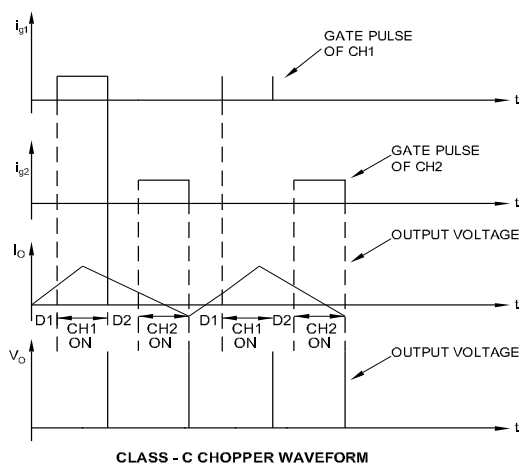 ig1
GATE PULSE
OF CH1
t
ig2
GATE PULSE
OF CH2
t
IO
OUTPUT VOLTAGE
t
D1 CH1 D2 CH2 D1 CH1 D2 CH2
ON ON ON ON
VO
OUTPUT VOLTAGE
t
CLASS - C CHOPPER WAVEFORM